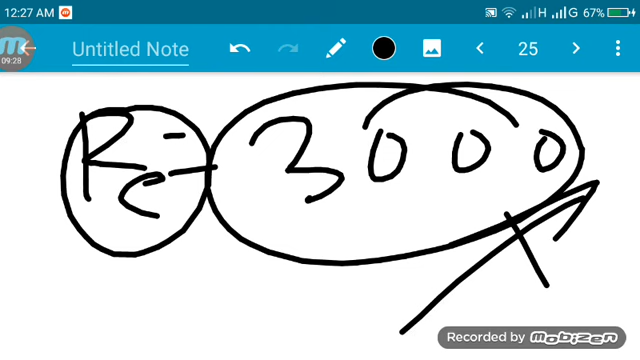 12:27 AM H G 67%
M Untitled Note 25
09:28
Rc = 3000
Recorded by
mobizen